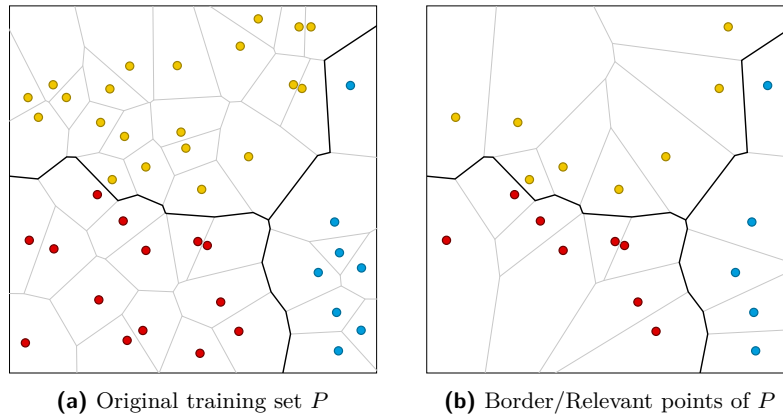 (a) Original training set P
(b) Border/Relevant points of P